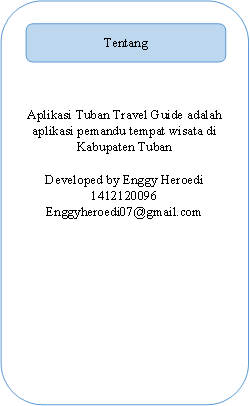 Tentang
Aplikasi Tuban Travel Guide adalah
aplikasi pemandu tempat wisata di
Kabupaten Tuban
Developed by Enggy Heroedi
1412120096
Enggyheroedi07@gmail.com